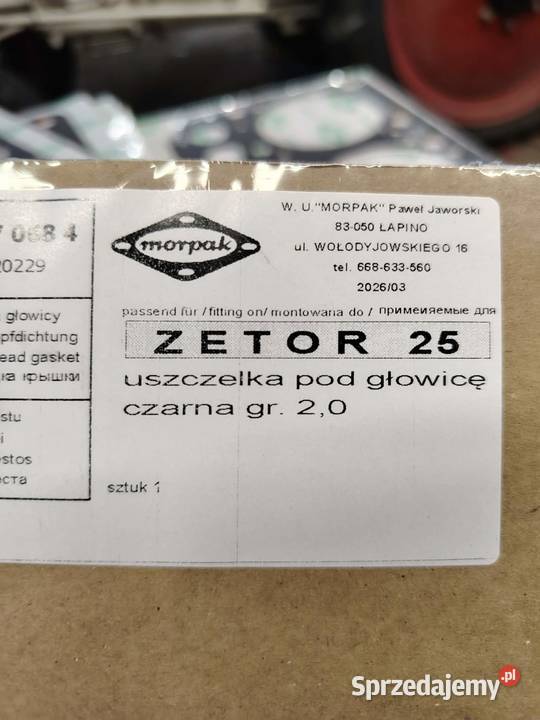 7 068 4
20229
głowicy
pfdichtung
ead gasket
ка крышки
stu
i
stos
еста
morpak
W. U."MORPAK" Paweł Jaworski
83-050 ŁAPINO
ul. WOŁODYJOWSKIEGO 16
tel. 668-633-560
2026/03
passend für /fitting on/ montowana do / применяемые для
ZETOR 25
uszczelka pod głowicę
czarna gr. 2,0
sztuk 1
Sprzedajemy.pl